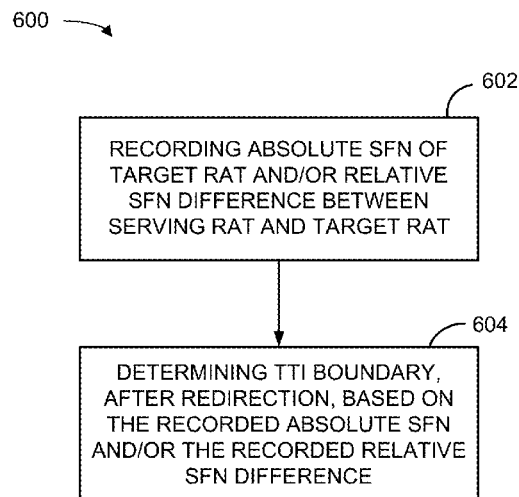 600
602
RECORDING ABSOLUTE SFN OF
TARGET RAT AND/OR RELATIVE
SFN DIFFERENCE BETWEEN
SERVING RAT AND TARGET RAT
604
DETERMINING TTI BOUNDARY,
AFTER REDIRECTION, BASED ON
THE RECORDED ABSOLUTE SFN
AND/OR THE RECORDED RELATIVE
SFN DIFFERENCE